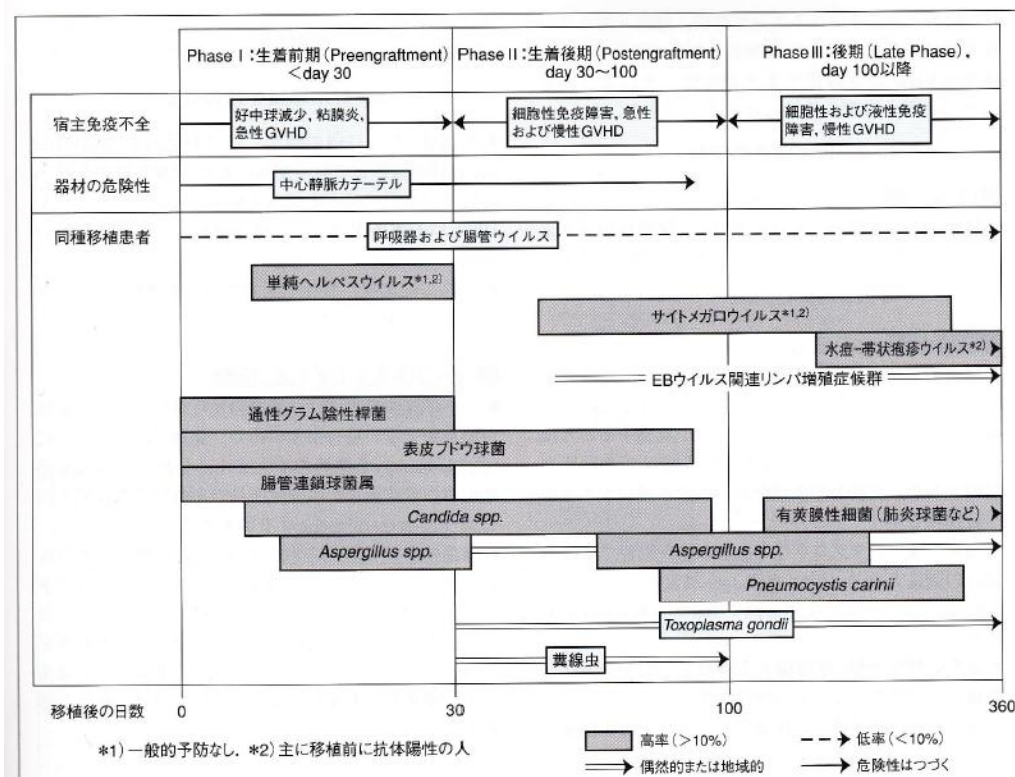 Phase I:生着前期(Preengraftment)
<day 30
Phase II:生着後期(Postengraftment)
day 30〜100
Phase III:後期(Late Phase),
day 100以降
宿主免疫不全
好中球減少, 粘膜炎,
急性GVHD
細胞性免疫障害, 急性
および慢性GVHD
細胞性および液性免疫
障害, 慢性GVHD
器材の危険性
中心静脈カテーテル
同種移植患者
呼吸器および腸管ウイルス
単純ヘルペスウイルス*1,2)
サイトメガロウイルス*1,2)
水痘-帯状疱疹ウイルス*2)
EBウイルス関連リンパ増殖症候群
通性グラム陰性桿菌
表皮ブドウ球菌
腸管連鎖球菌属
Candida spp.
有莢膜性細菌(肺炎球菌など)
Aspergillus spp.
Aspergillus spp.
Pneumocystis carinii
Toxoplasma gondii
糞線虫
移植後の日数
0
30
100
360
*1) 一般的予防なし. *2) 主に移植前に抗体陽性の人
高率(>10%)
低率(<10%)
偶然的または地域的
危険性はつづく